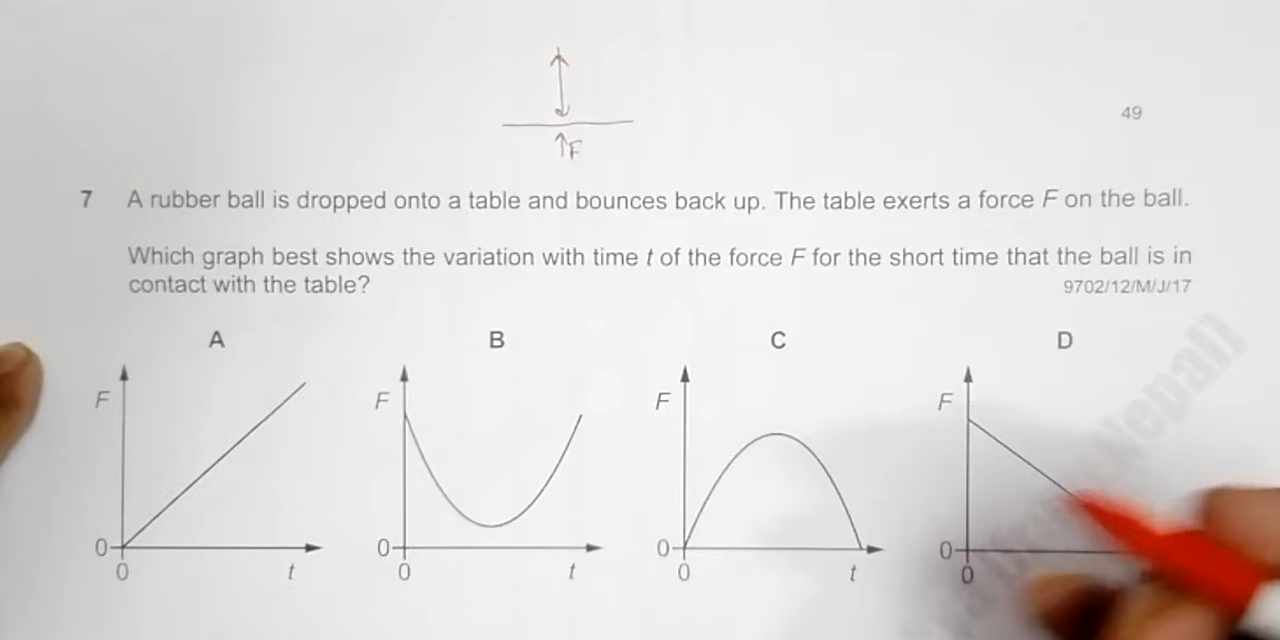 F
49
7 A rubber ball is dropped onto a table and bounces back up. The table exerts a force F on the ball.
Which graph best shows the variation with time t of the force F for the short time that the ball is in
contact with the table?
9702/12/M/J/17
A B C D
F F F F
0 0 0 0
0 t 0 t 0 t 0
Nepali